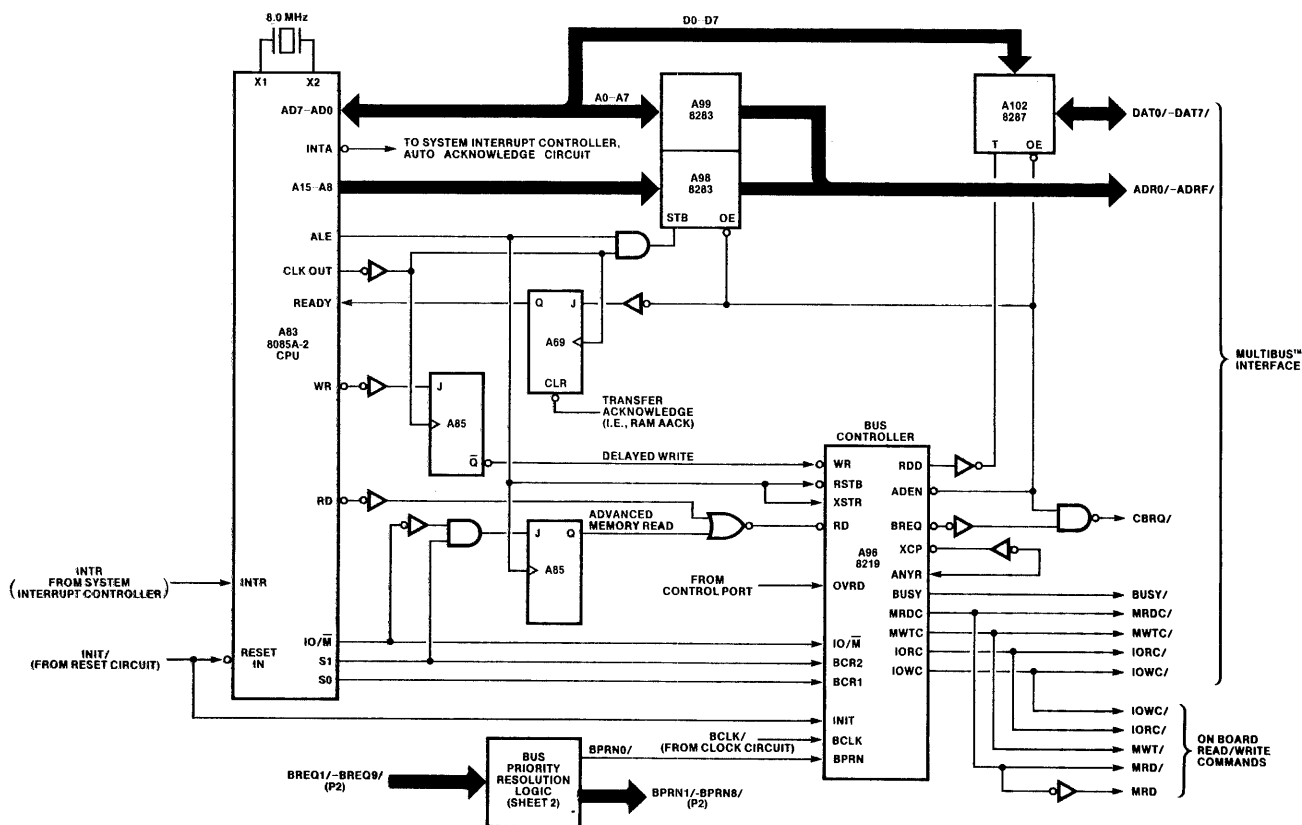 8.0 MHz
D0–D7
X1
X2
AD7–AD0
A0–A7
A99
8283
A102
8287
DAT0/–DAT7/
INTA
TO SYSTEM INTERRUPT CONTROLLER,
AUTO ACKNOWLEDGE CIRCUIT
T
OE
A15–A8
A98
8283
ADR0/–ADRF/
STB
OE
ALE
CLK OUT
READY
Q
J
A83
8085A-2
CPU
A69
MULTIBUS™
INTERFACE
WR
J
CLR
A85
TRANSFER
ACKNOWLEDGE
(I.E., RAM AACK)
BUS
CONTROLLER
Q
DELAYED WRITE
WR
RDD
RSTB
ADEN
RD
XSTR
ADVANCED
MEMORY READ
J
Q
RD
BREQ
CBRQ/
A96
8219
XCP
A85
ANYR
INTR
FROM SYSTEM
INTERRUPT CONTROLLER
INTR
FROM
CONTROL PORT
OVRD
BUSY
BUSY/
MRDC
MRDC/
IO/M
IO/M
MWTC
MWTC/
INIT/
(FROM RESET CIRCUIT)
RESET
IN
S1
BCR2
IORC
IORC/
S0
BCR1
IOWC
IOWC/
IOWC/
INIT
IORC/
BCLK/
(FROM CLOCK CIRCUIT)
BCLK
MWT/
ON BOARD
READ/WRITE
COMMANDS
BPRN0/
BPRN
MRD/
BREQ1/–BREQ9/
(P2)
BUS
PRIORITY
RESOLUTION
LOGIC
(SHEET 2)
BPRN1/-BPRN8/
(P2)
MRD